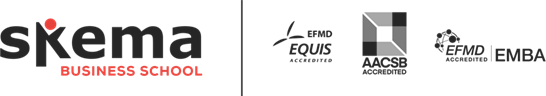 skema
BUSINESS SCHOOL
EFMD
EQUIS
ACCREDITED
AACSB
ACCREDITED
EFMD
ACCREDITED
EMBA